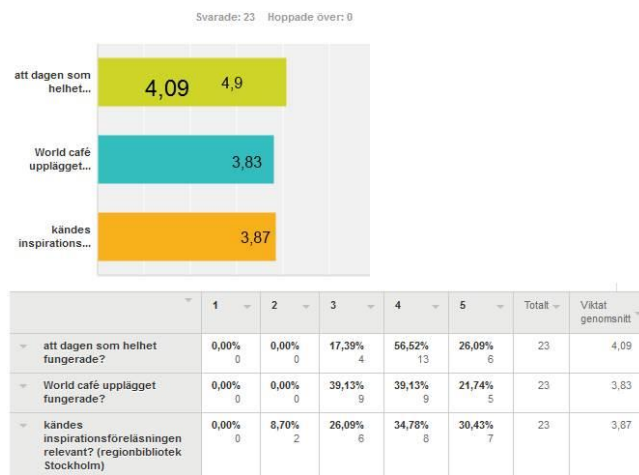 Svarade: 23 Hoppade över: 0
att dagen som
helhet...
4,09 4,9
World café
upplägget...
3,83
kändes
inspirations...
3,87
1 2 3 4 5 Totalt Viktat
genomsnitt
att dagen som helhet
fungerade?
0,00% 0,00% 17,39% 56,52% 26,09% 23 4,09
0 0 4 13 6
World café upplägget
fungerade?
0,00% 0,00% 39,13% 39,13% 21,74% 23 3,83
0 0 9 9 5
kändes
inspirationsföreläsningen
relevant? (regionbibliotek
Stockholm)
0,00% 8,70% 26,09% 34,78% 30,43% 23 3,87
0 2 6 8 7